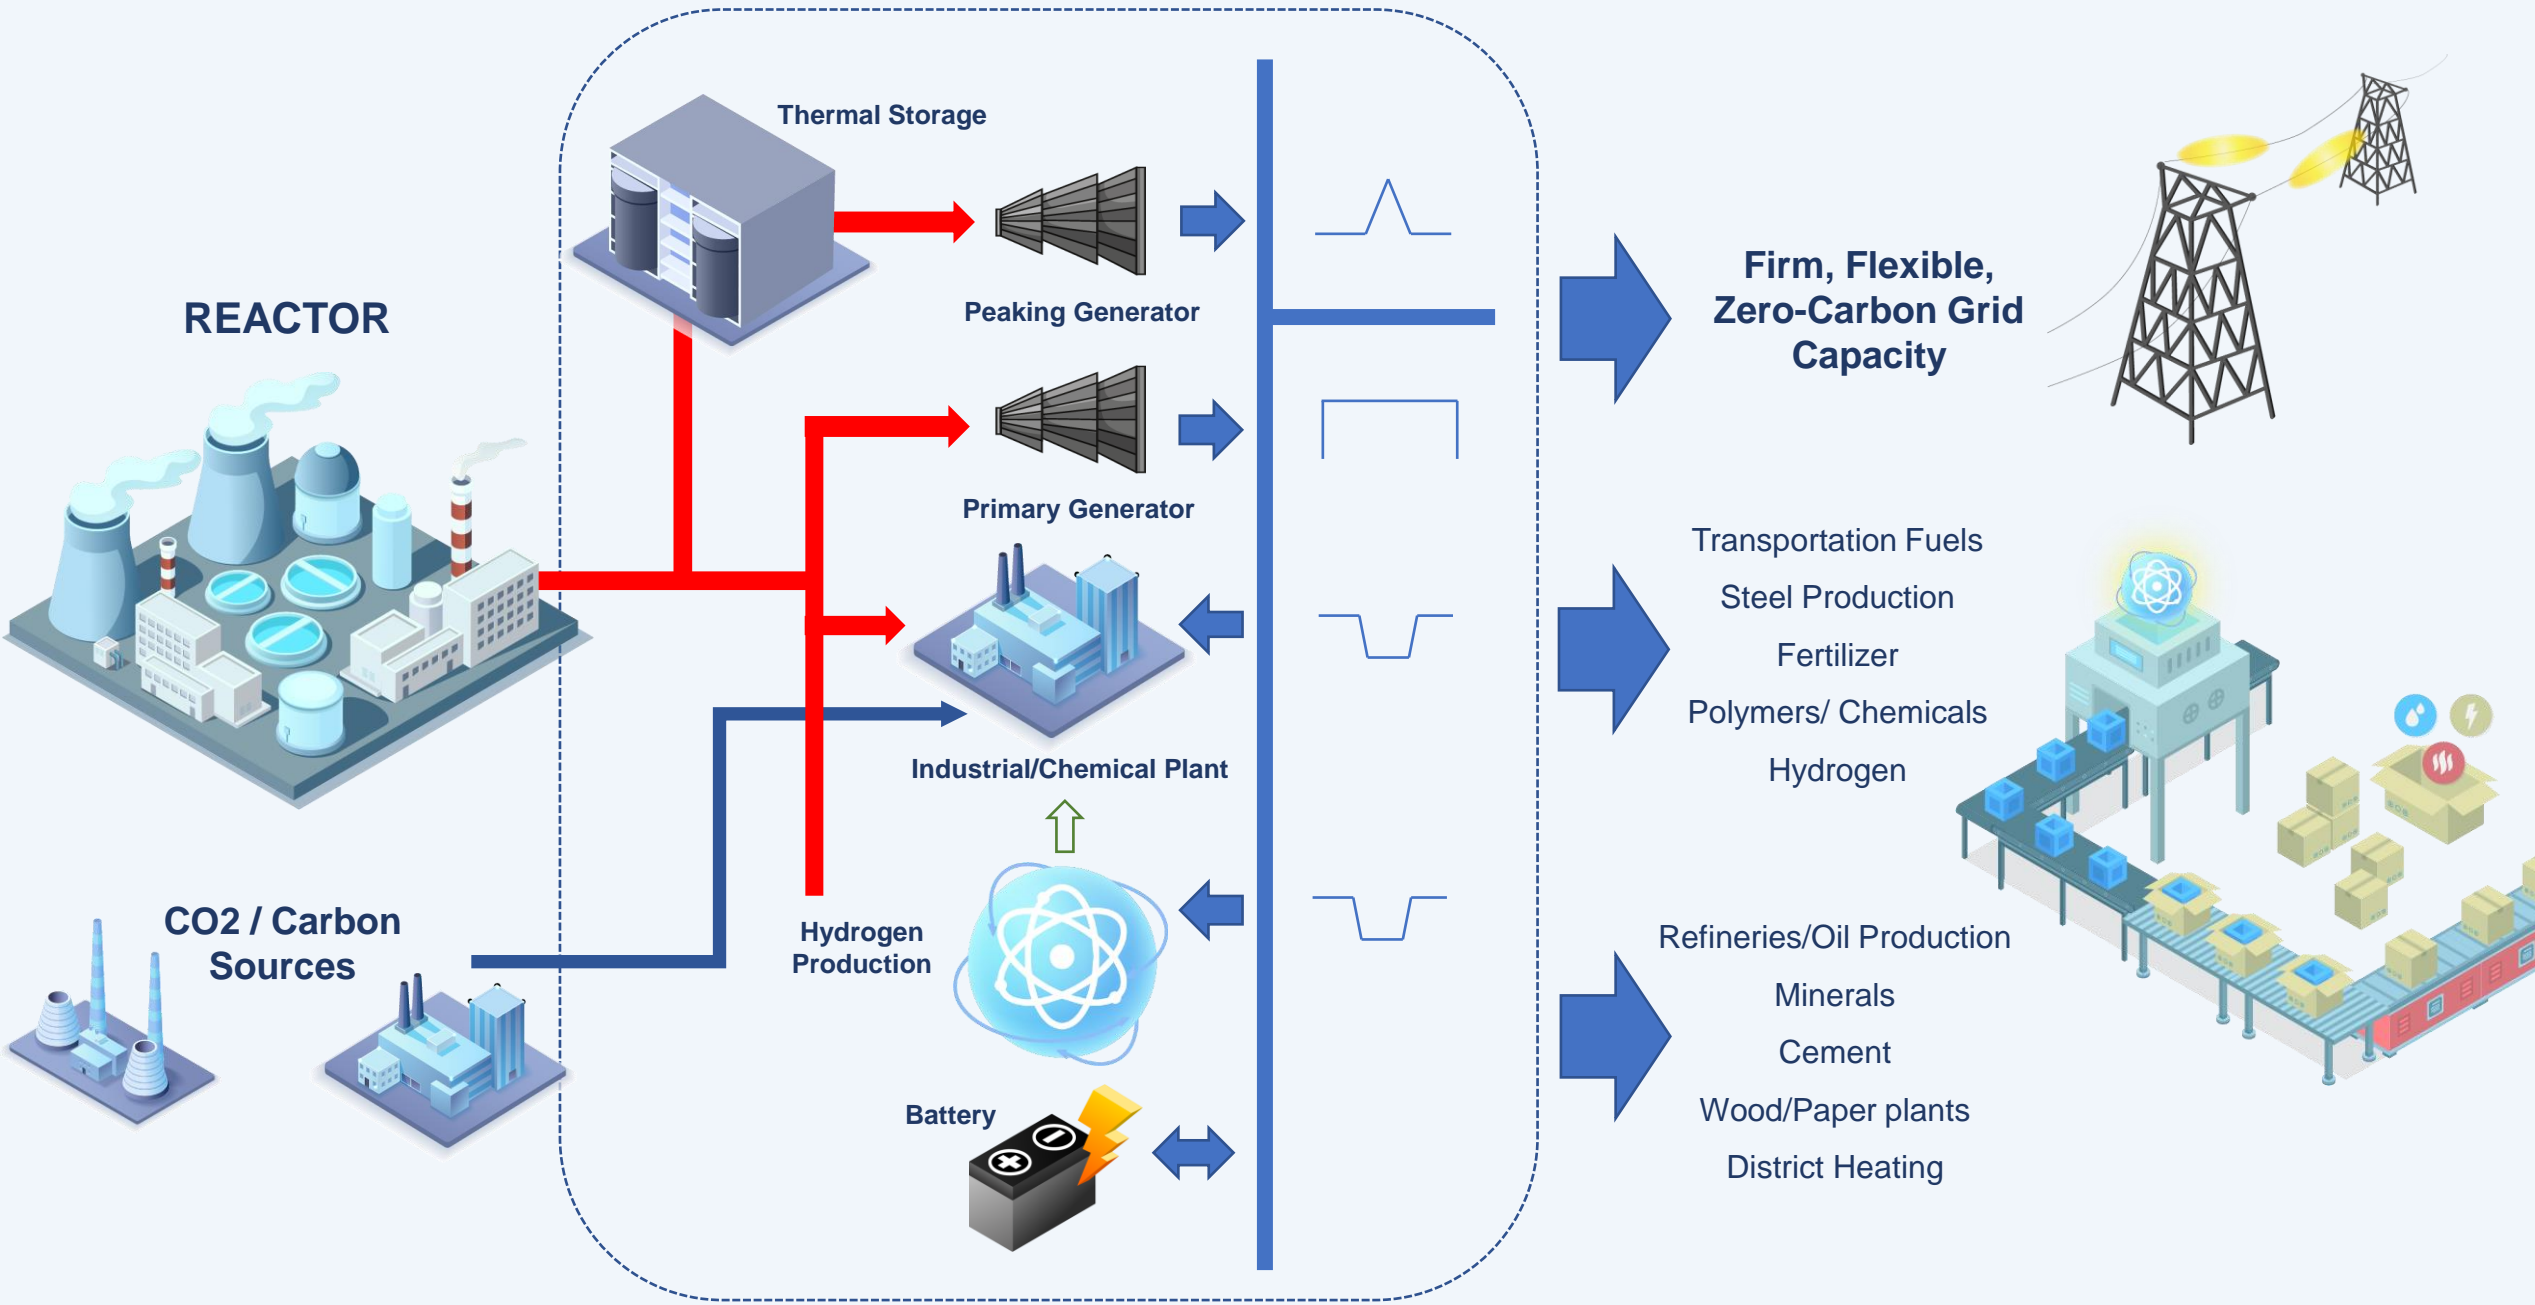 Thermal Storage
Peaking Generator
REACTOR
Primary Generator
Industrial/Chemical Plant
CO2 / Carbon
Sources
Hydrogen
Production
Battery
Firm, Flexible,
Zero-Carbon Grid
Capacity
Transportation Fuels
Steel Production
Fertilizer
Polymers/ Chemicals
Hydrogen
Refineries/Oil Production
Minerals
Cement
Wood/Paper plants
District Heating